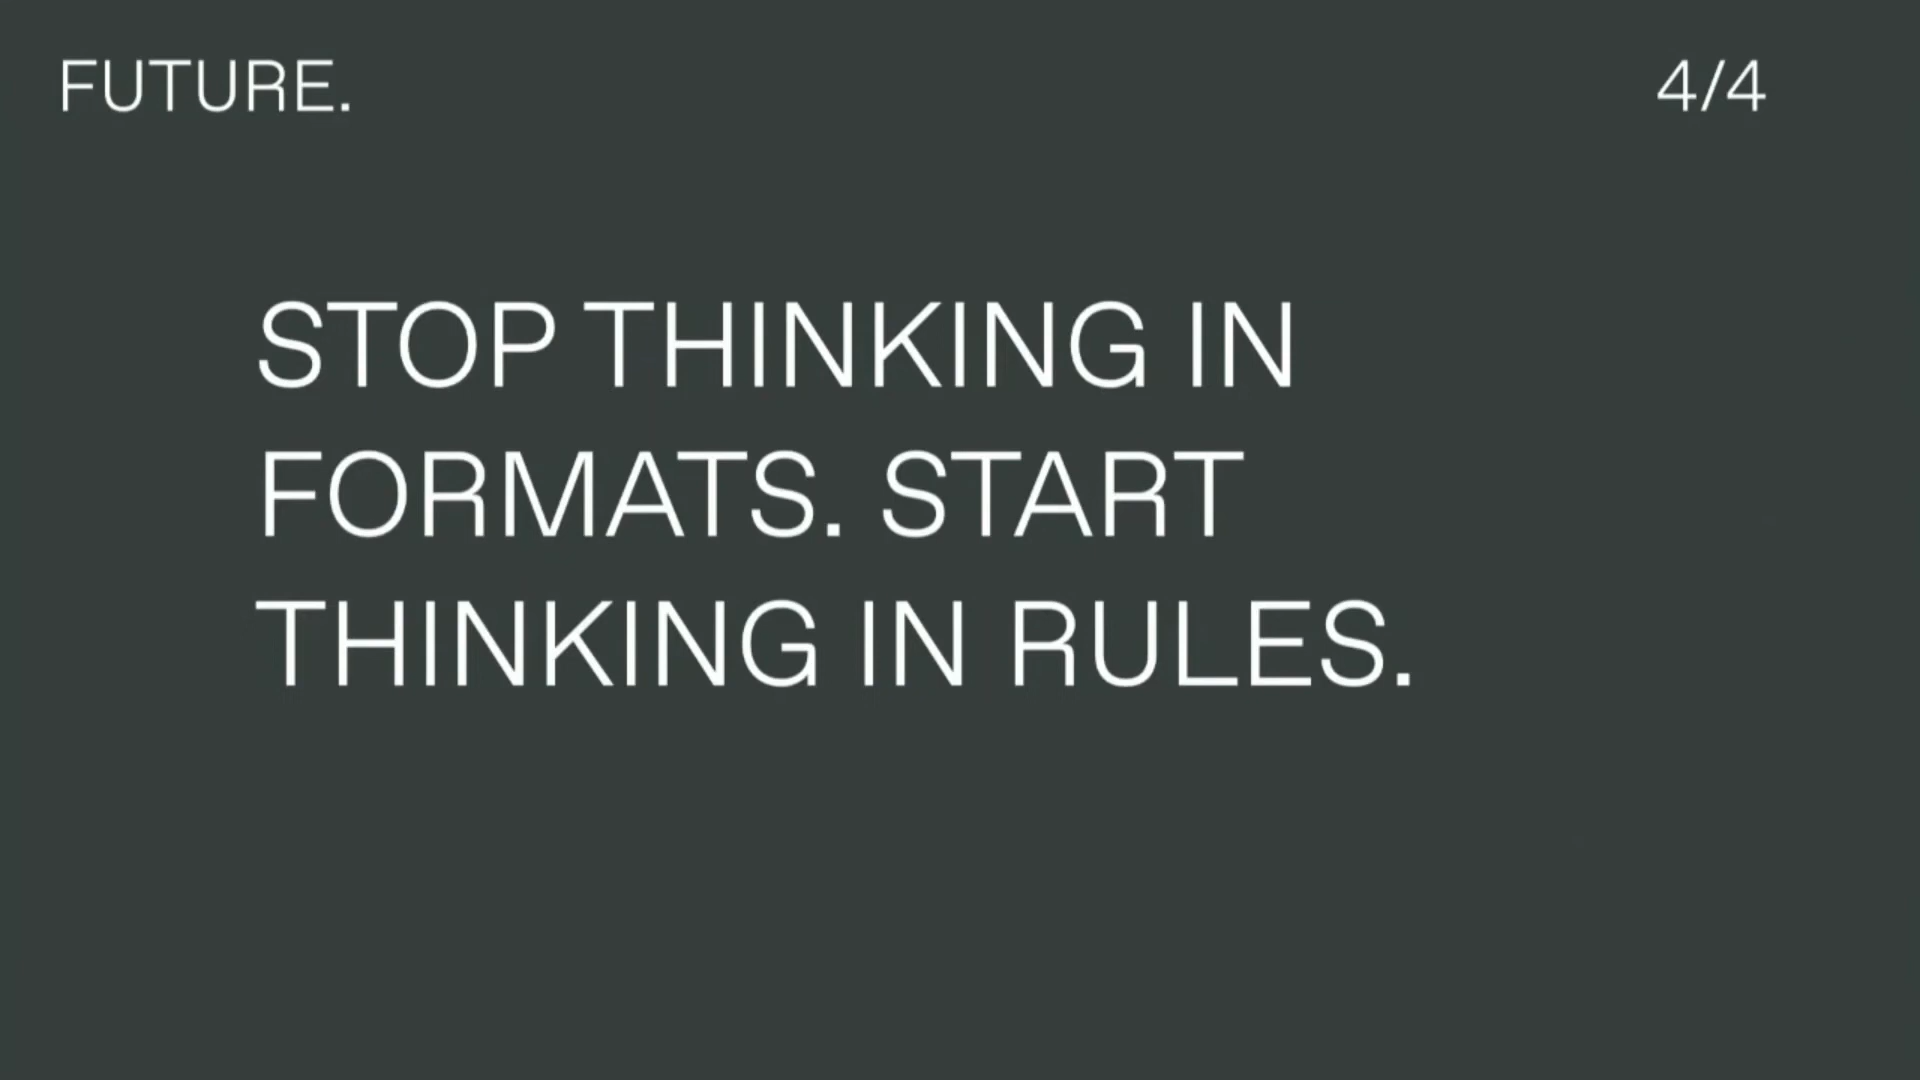 FUTURE.
4/4
STOP THINKING IN
FORMATS. START
THINKING IN RULES.